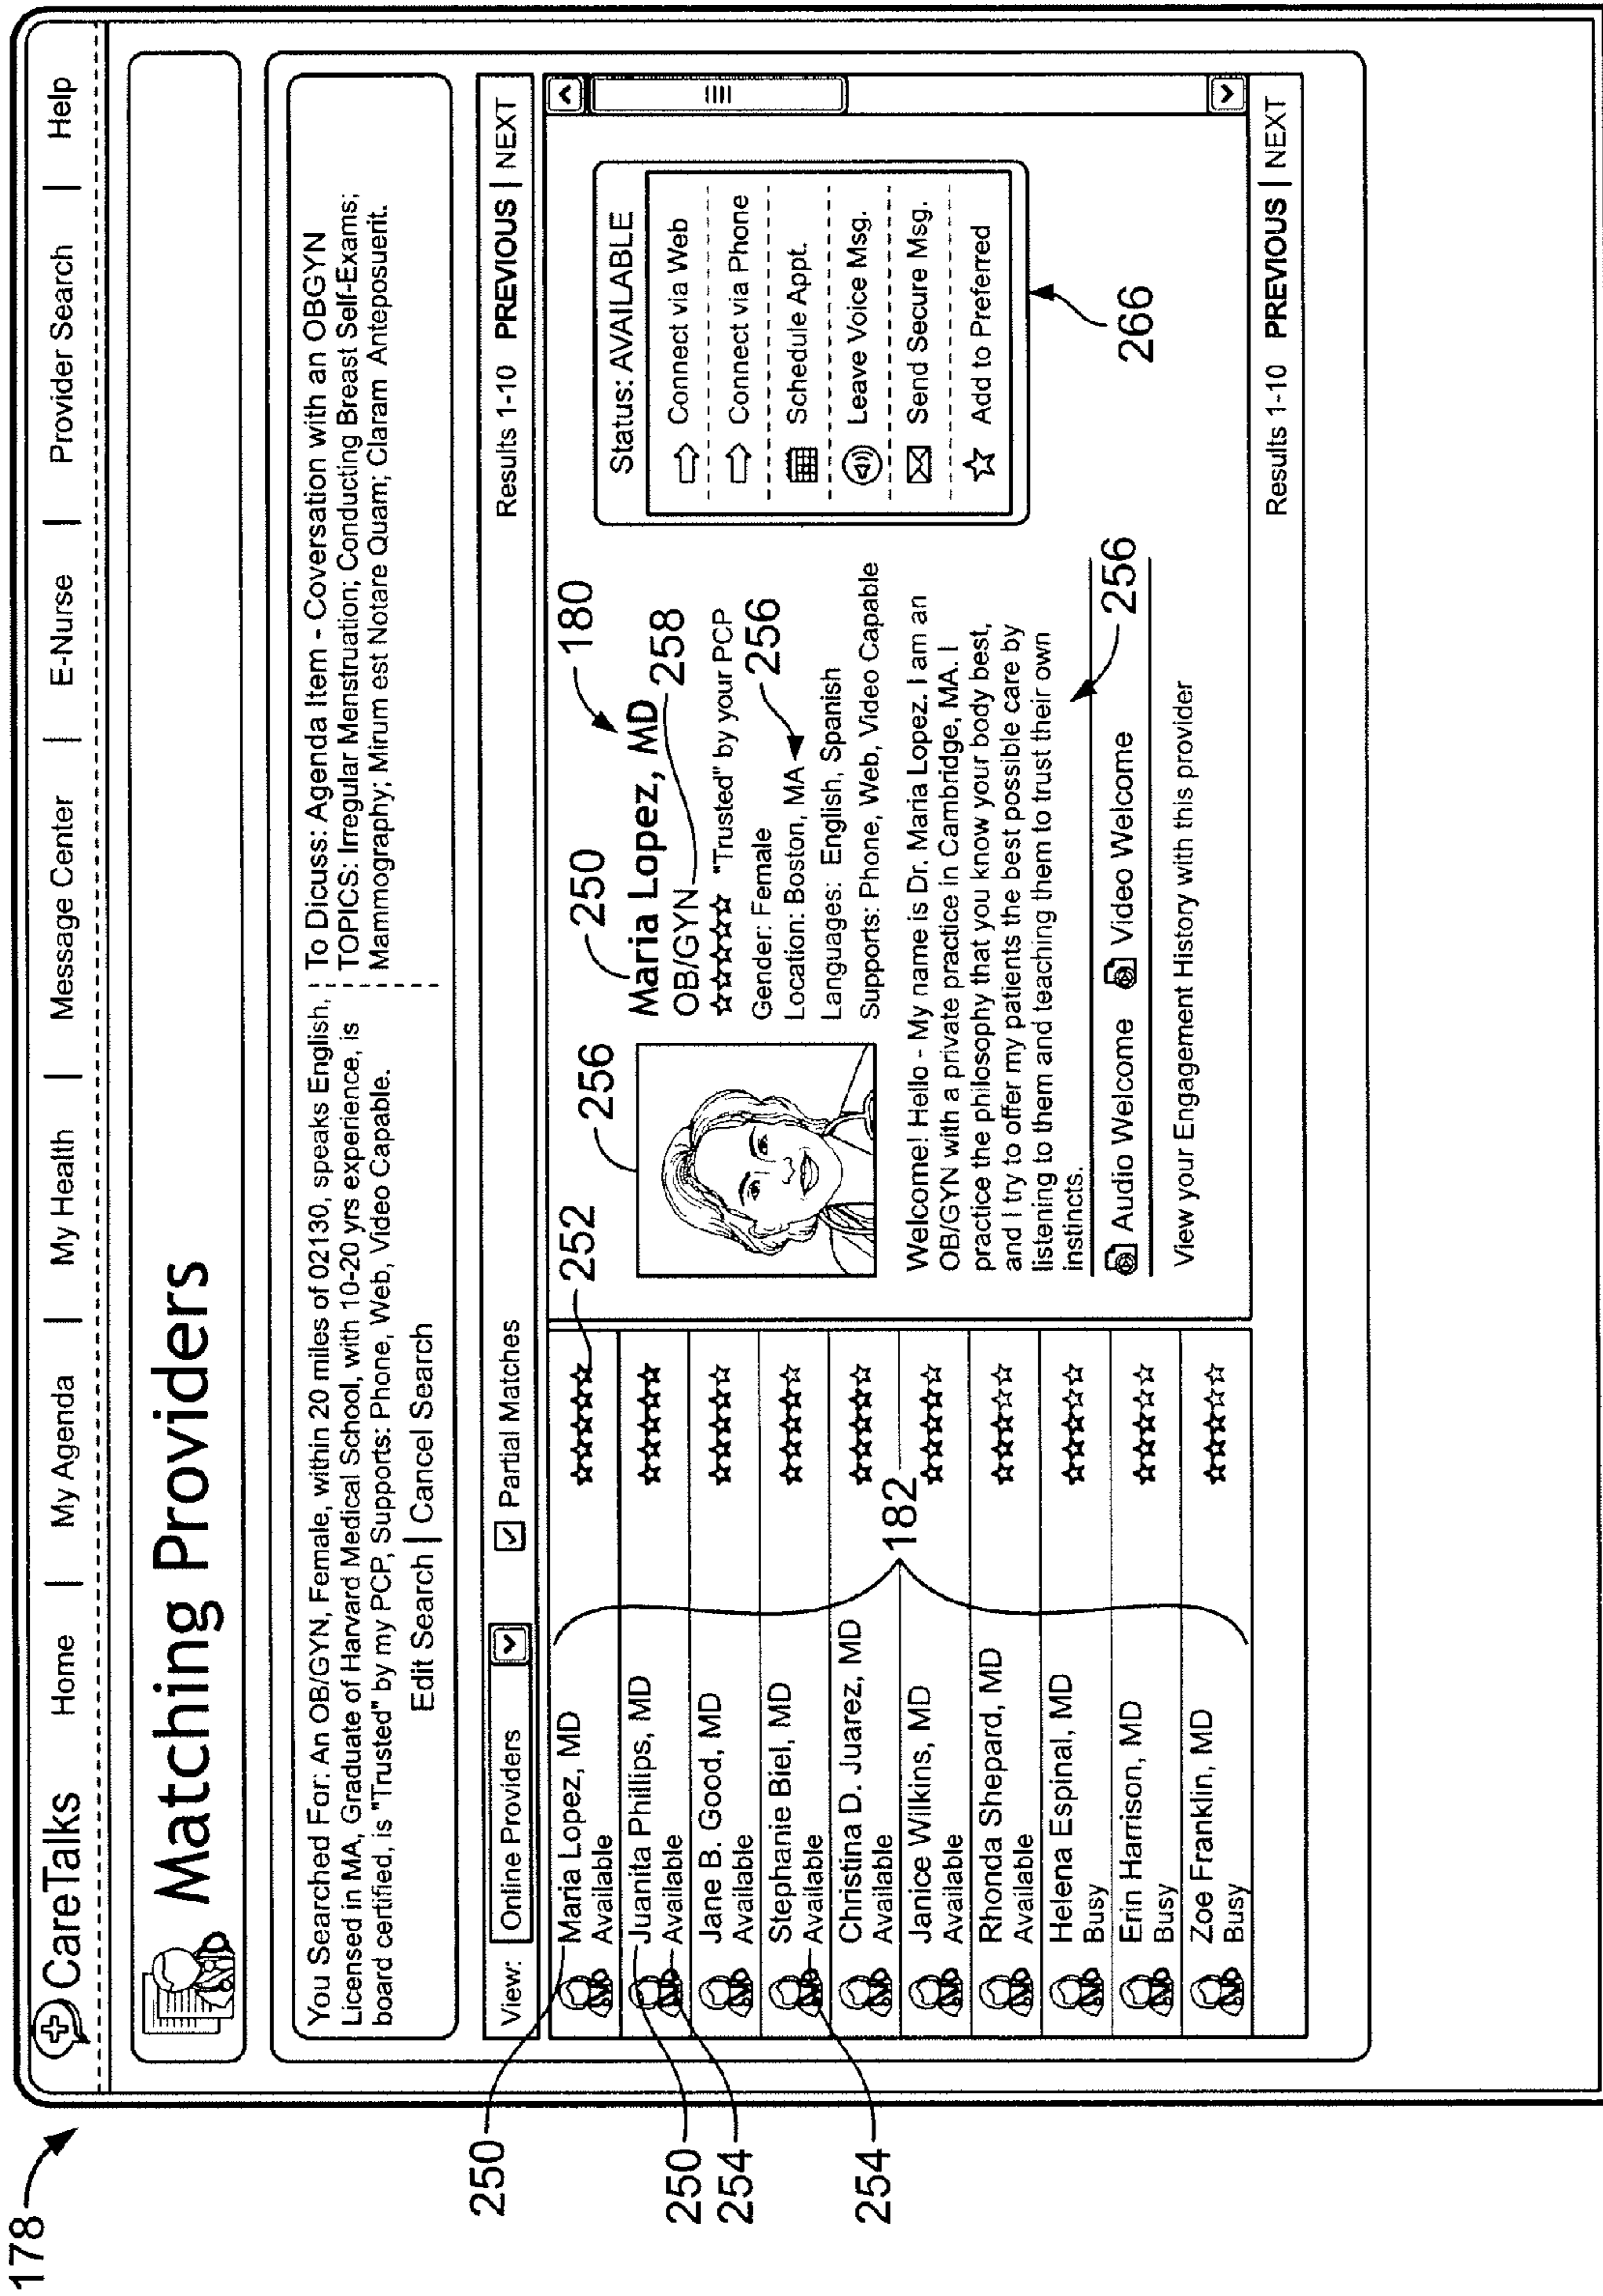 178
CareTalks Home | My Agenda | My Health | Message Center | E-Nurse | Provider Search | Help
Matching Providers
You Searched For: An OB/GYN, Female, within 20 miles of 02130, speaks English,
Licensed in MA, Graduate of Harvard Medical School, with 10-20 yrs experience, is
board certified, is "Trusted" by my PCP, Supports: Phone, Web, Video Capable.
Edit Search | Cancel Search
To Dicuss: Agenda Item - Coversation with an OBGYN
TOPICS: Irregular Menstruation; Conducting Breast Self-Exams;
Mammography; Mirum est Notare Quam; Claram Anteposuerit.
View: Online Providers Partial Matches Results 1-10 PREVIOUS | NEXT
250
Maria Lopez, MD
Available
252
250
Juanita Phillips, MD
254
Available
Jane B. Good, MD
Available
Stephanie Biel, MD
254
Available
Christina D. Juarez, MD
Available
182
Janice Wilkins, MD
Available
Rhonda Shepard, MD
Available
Helena Espinal, MD
Busy
Erin Harrison, MD
Busy
Zoe Franklin, MD
Busy
256
250
180
Maria Lopez, MD
OB/GYN
258
"Trusted" by your PCP
256
Gender: Female
Location: Boston, MA
Languages: English, Spanish
Supports: Phone, Web, Video Capable
Welcome! Hello - My name is Dr. Maria Lopez. I am an
OB/GYN with a private practice in Cambridge, MA. I
practice the philosophy that you know your body best,
and I try to offer my patients the best possible care by
listening to them and teaching them to trust their own
instincts.
256
Audio Welcome Video Welcome
View your Engagement History with this provider
Status: AVAILABLE
Connect via Web
Connect via Phone
Schedule Appt.
Leave Voice Msg.
Send Secure Msg.
Add to Preferred
266
Results 1-10 PREVIOUS | NEXT